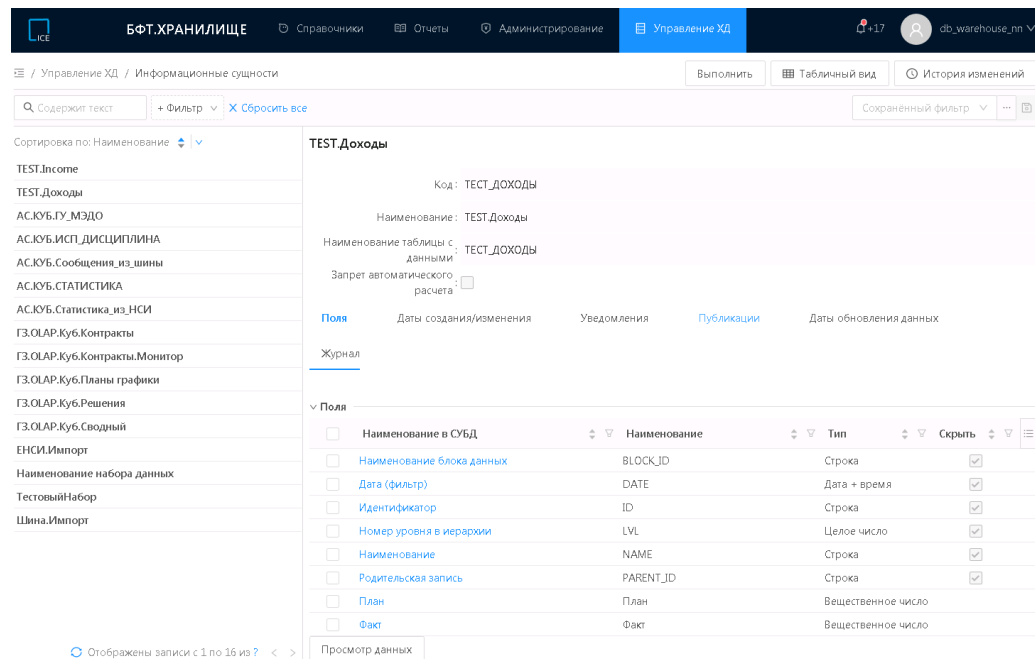 ICE БФТ.ХРАНИЛИЩЕ Справочники Отчеты Администрирование Управление ХД +17 db_warehouse_nn
/ Управление ХД / Информационные сущности Выполнить Табличный вид История изменений
Содержит текст + Фильтр Сбросить все Сохраненный фильтр ...
Сортировка по: Наименование
TEST.Income
TEST.Доходы
АС.КУБ.ГУ_МЭДО
АС.КУБ.ИСП_ДИСЦИПЛИНА
АС.КУБ.Сообщения_из_шины
АС.КУБ.СТАТИСТИКА
АС.КУБ.Статистика_из_НСИ
ГЗ.OLAP.Куб.Контракты
ГЗ.OLAP.Куб.Контракты.Монитор
ГЗ.OLAP.Куб.Планы графики
ГЗ.OLAP.Куб.Решения
ГЗ.OLAP.Куб.Сводный
ЕНСИ.Импорт
Наименование набора данных
ТестовыйНабор
Шина.Импорт
Отображены записи с 1 по 16 из ? < >
TEST.Доходы
Код : ТЕСТ_ДОХОДЫ
Наименование : TEST.Доходы
Наименование таблицы с
данными : ТЕСТ_ДОХОДЫ
Запрет автоматического
расчета :
Поля Даты создания/изменения Уведомления Публикации Даты обновления данных
Журнал
Поля
Наименование в СУБД Наименование Тип Скрыть
Наименование блока данных BLOCK_ID Строка
Дата (фильтр) DATE Дата + время
Идентификатор ID Строка
Номер уровня в иерархии LVL Целое число
Наименование NAME Строка
Родительская запись PARENT_ID Строка
План План Вещественное число
Факт Факт Вещественное число
Просмотр данных